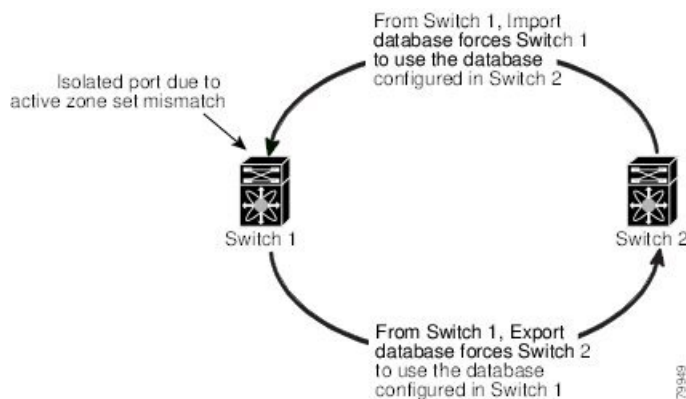 From Switch 1, Import
database forces Switch 1
to use the database
configured in Switch 2
Isolated port due to
active zone set mismatch
Switch 1
Switch 2
From Switch 1, Export
database forces Switch 2
to use the database
configured in Switch 1
79949